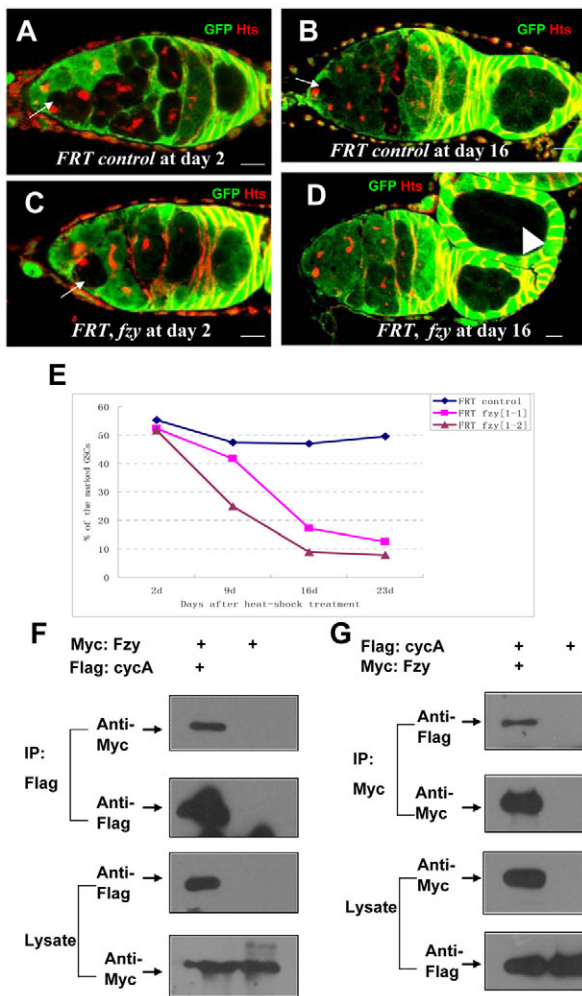 A
GFP Hts
FRT control at day 2
B
GFP Hts
FRT control at day 16
C
GFP Hts
FRT, fzy at day 2
D
GFP Hts
FRT, fzy at day 16
E
FRT control
FRT fzy[1-1]
FRT fzy[1-2]
% of the marked GSCs
60
50
40
30
20
10
0
2d 9d 16d 23d
Days after heat-shock treatment
F
Myc: Fzy + +
Flag: cycA +
IP: Flag
Anti-Myc
Anti-Flag
Lysate
Anti-Flag
Anti-Myc
G
Flag: cycA + +
Myc: Fzy +
IP: Myc
Anti-Flag
Anti-Myc
Lysate
Anti-Myc
Anti-Flag